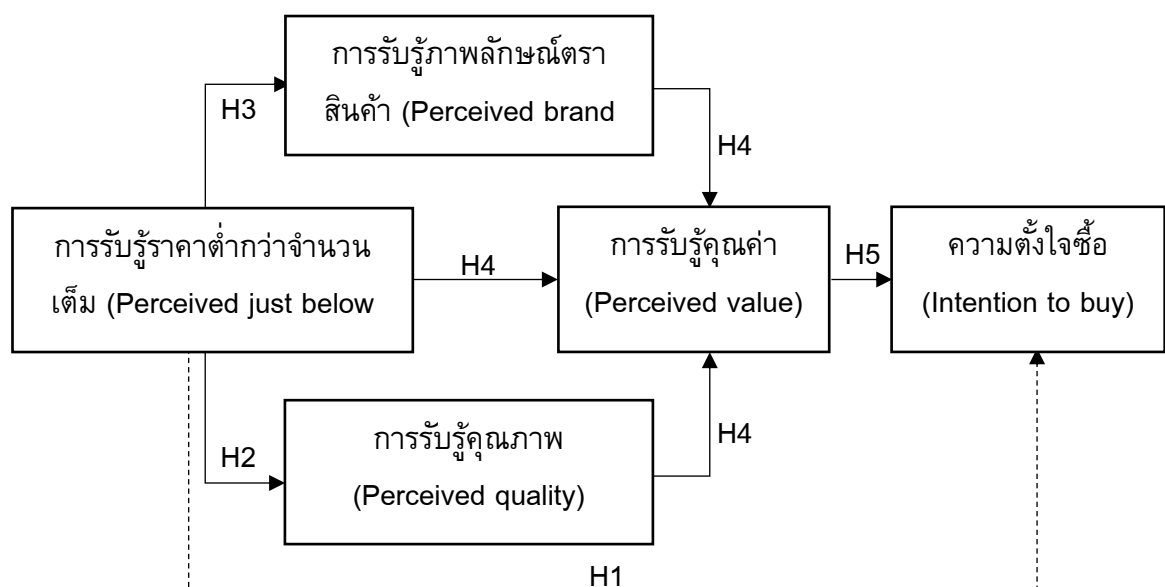 การรับรู้ภาพลักษณ์ตรา
สินค้า (Perceived brand
H3
H4
การรับรู้ราคาต่ำกว่าจำนวน
เต็ม (Perceived just below
H4
การรับรู้คุณค่า
(Perceived value)
H5
ความตั้งใจซื้อ
(Intention to buy)
H2
การรับรู้คุณภาพ
(Perceived quality)
H4
H1